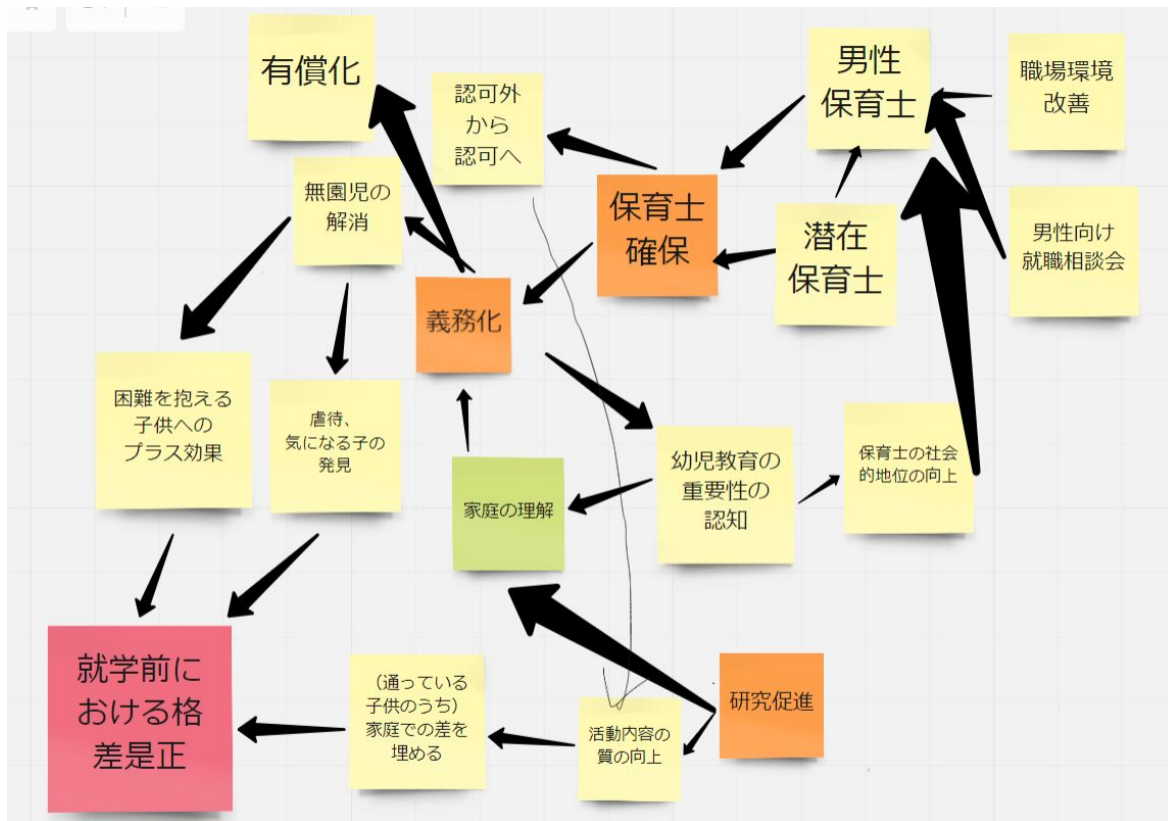 有償化
認可外
から
認可へ
男性
保育士
職場環境
改善
無園児の
解消
保育士
確保
潜在
保育士
男性向け
就職相談会
義務化
困難を抱える
子供への
プラス効果
虐待、
気になる子の
発見
家庭の理解
幼児教育の
重要性の
認知
保育士の社会
的地位の向上
就学前に
おける格
差是正
（通っている
子供のうち）
家庭での差を
埋める
活動内容の
質の向上
研究促進